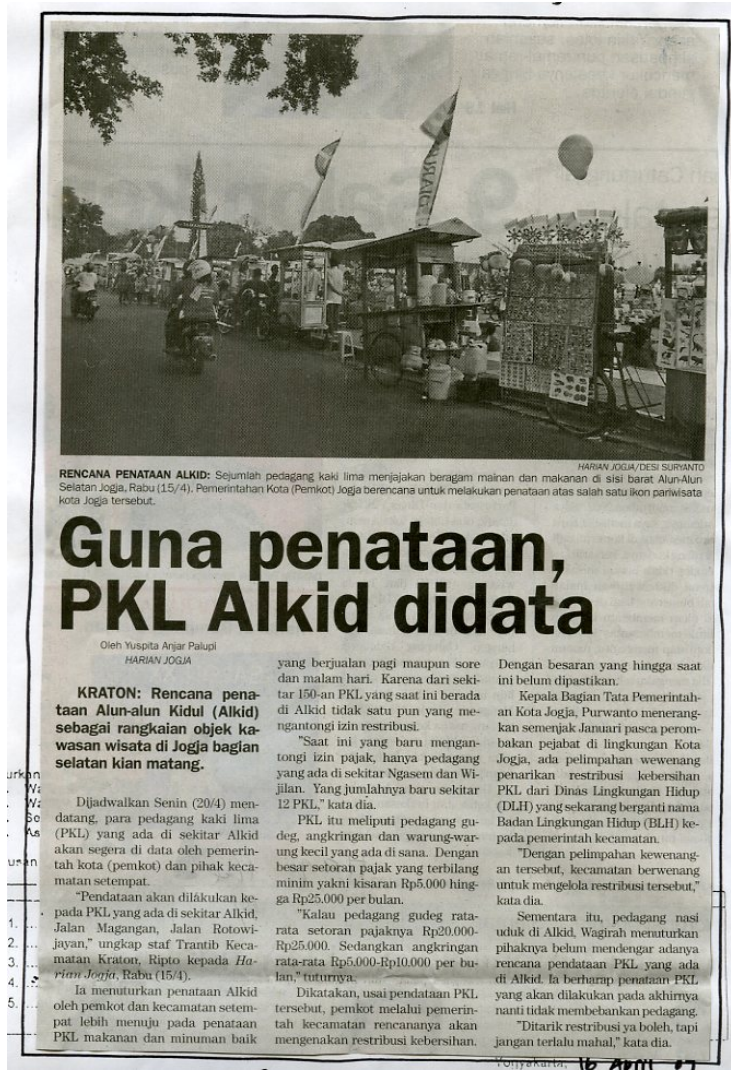 HARIAN JOGJA/DESI SURYANTO
RENCANA PENATAAN ALKID: Sejumlah pedagang kaki lima menjajakan beragam mainan dan makanan di sisi barat Alun-Alun
Selatan Jogja, Rabu (15/4). Pemerintahan Kota (Pemkot) Jogja berencana untuk melakukan penataan atas salah satu ikon pariwisata
kota Jogja tersebut.
Guna penataan,
PKL Alkid didata
Oleh Yuspita Anjar Palupi
HARIAN JOGJA
KRATON: Rencana pena-
taan Alun-alun Kidul (Alkid)
sebagai rangkaian objek ka-
wasan wisata di Jogja bagian
selatan kian matang.
Dijadwalkan Senin (20/4) men-
datang, para pedagang kaki lima
(PKL) yang ada di sekitar Alkid
akan segera di data oleh pemerin-
tah kota (pemkot) dan pihak keca-
matan setempat.
"Pendataan akan dilakukan ke-
pada PKL yang ada di sekitar Alkid,
Jalan Magangan, Jalan Rotowi-
jayan," ungkap staf Trantib Keca-
matan Kraton, Ripto kepada Ha-
rian Jogja, Rabu (15/4).
Ia menuturkan penataan Alkid
oleh pemkot dan kecamatan setem-
pat lebih menuju pada penataan
PKL makanan dan minuman baik
yang berjualan pagi maupun sore
dan malam hari. Karena dari seki-
tar 150-an PKL yang saat ini berada
di Alkid tidak satu pun yang me-
ngantongi izin restribusi.
"Saat ini yang baru mengan-
tongi izin pajak, hanya pedagang
yang ada di sekitar Ngasem dan Wi-
jilan. Yang jumlahnya baru sekitar
12 PKL," kata dia.
PKL itu meliputi pedagang gu-
deg, angkringan dan warung-war-
ung kecil yang ada di sana. Dengan
besar setoran pajak yang terbilang
minim yakni kisaran Rp5.000 hing-
ga Rp25.000 per bulan.
"Kalau pedagang gudeg rata-
rata setoran pajaknya Rp20.000-
Rp25.000. Sedangkan angkringan
rata-rata Rp5.000-Rp10.000 per bu-
lan," tuturnya.
Dikatakan, usai pendataan PKL
tersebut, pemkot melalui pemerin-
tah kecamatan rencananya akan
mengenakan restribusi kebersihan.
Dengan besaran yang hingga saat
ini belum dipastikan.
Kepala Bagian Tata Pemerintah-
an Kota Jogja, Purwanto menerang-
kan semenjak Januari pasca perom-
bakan pejabat di lingkungan Kota
Jogja, ada pelimpahan wewenang
penarikan restribusi kebersihan
PKL dari Dinas Lingkungan Hidup
(DLH) yang sekarang berganti nama
Badan Lingkungan Hidup (BLH) ke-
pada pemerintah kecamatan.
"Dengan pelimpahan kewenang-
an tersebut, kecamatan berwenang
untuk mengelola restribusi tersebut,"
kata dia.
Sementara itu, pedagang nasi
uduk di Alkid, Wagirah menuturkan
pihaknya belum mendengar adanya
rencana pendataan PKL yang ada
di Alkid. Ia berharap penataan PKL
yang akan dilakukan pada akhirnya
nanti tidak membebankan pedagang.
"Ditarik restribusi ya boleh, tapi
jangan terlalu mahal," kata dia.
1. ....
2. ....
3. ....
4. ....
5. ....
Yogyakarta, 16 April 09